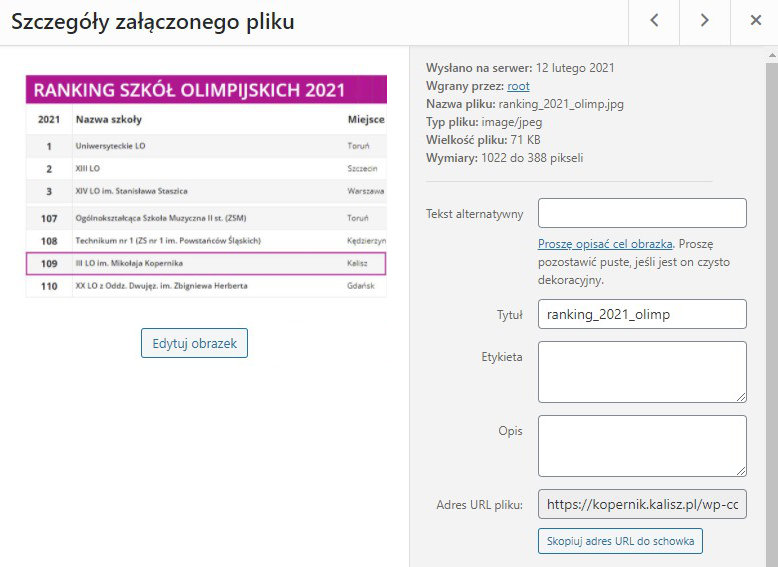 Szczegóły załączonego pliku
RANKING SZKÓŁ OLIMPIJSKICH 2021
2021 Nazwa szkoły Miejsce
1 Uniwersyteckie LO Toruń
2 XIII LO Szczecin
3 XIV LO im. Stanisława Staszica Warszawa
107 Ogólnokształcąca Szkoła Muzyczna II st. (ZSM) Toruń
108 Technikum nr 1 (ZS nr 1 im. Powstańców Śląskich) Kędzierzyn
109 III LO im. Mikołaja Kopernika Kalisz
110 XX LO z Oddz. Dwujęz. im. Zbigniewa Herberta Gdańsk
Edytuj obrazek
Wysłano na serwer: 12 lutego 2021
Wgrany przez: root
Nazwa pliku: ranking_2021_olimp.jpg
Typ pliku: image/jpeg
Wielkość pliku: 71 KB
Wymiary: 1022 do 388 pikseli
Tekst alternatywny
Proszę opisać cel obrazka. Proszę
pozostawić puste, jeśli jest on czysto
dekoracyjny.
Tytuł ranking_2021_olimp
Etykieta
Opis
Adres URL pliku: https://kopernik.kalisz.pl/wp-cc
Skopiuj adres URL do schowka